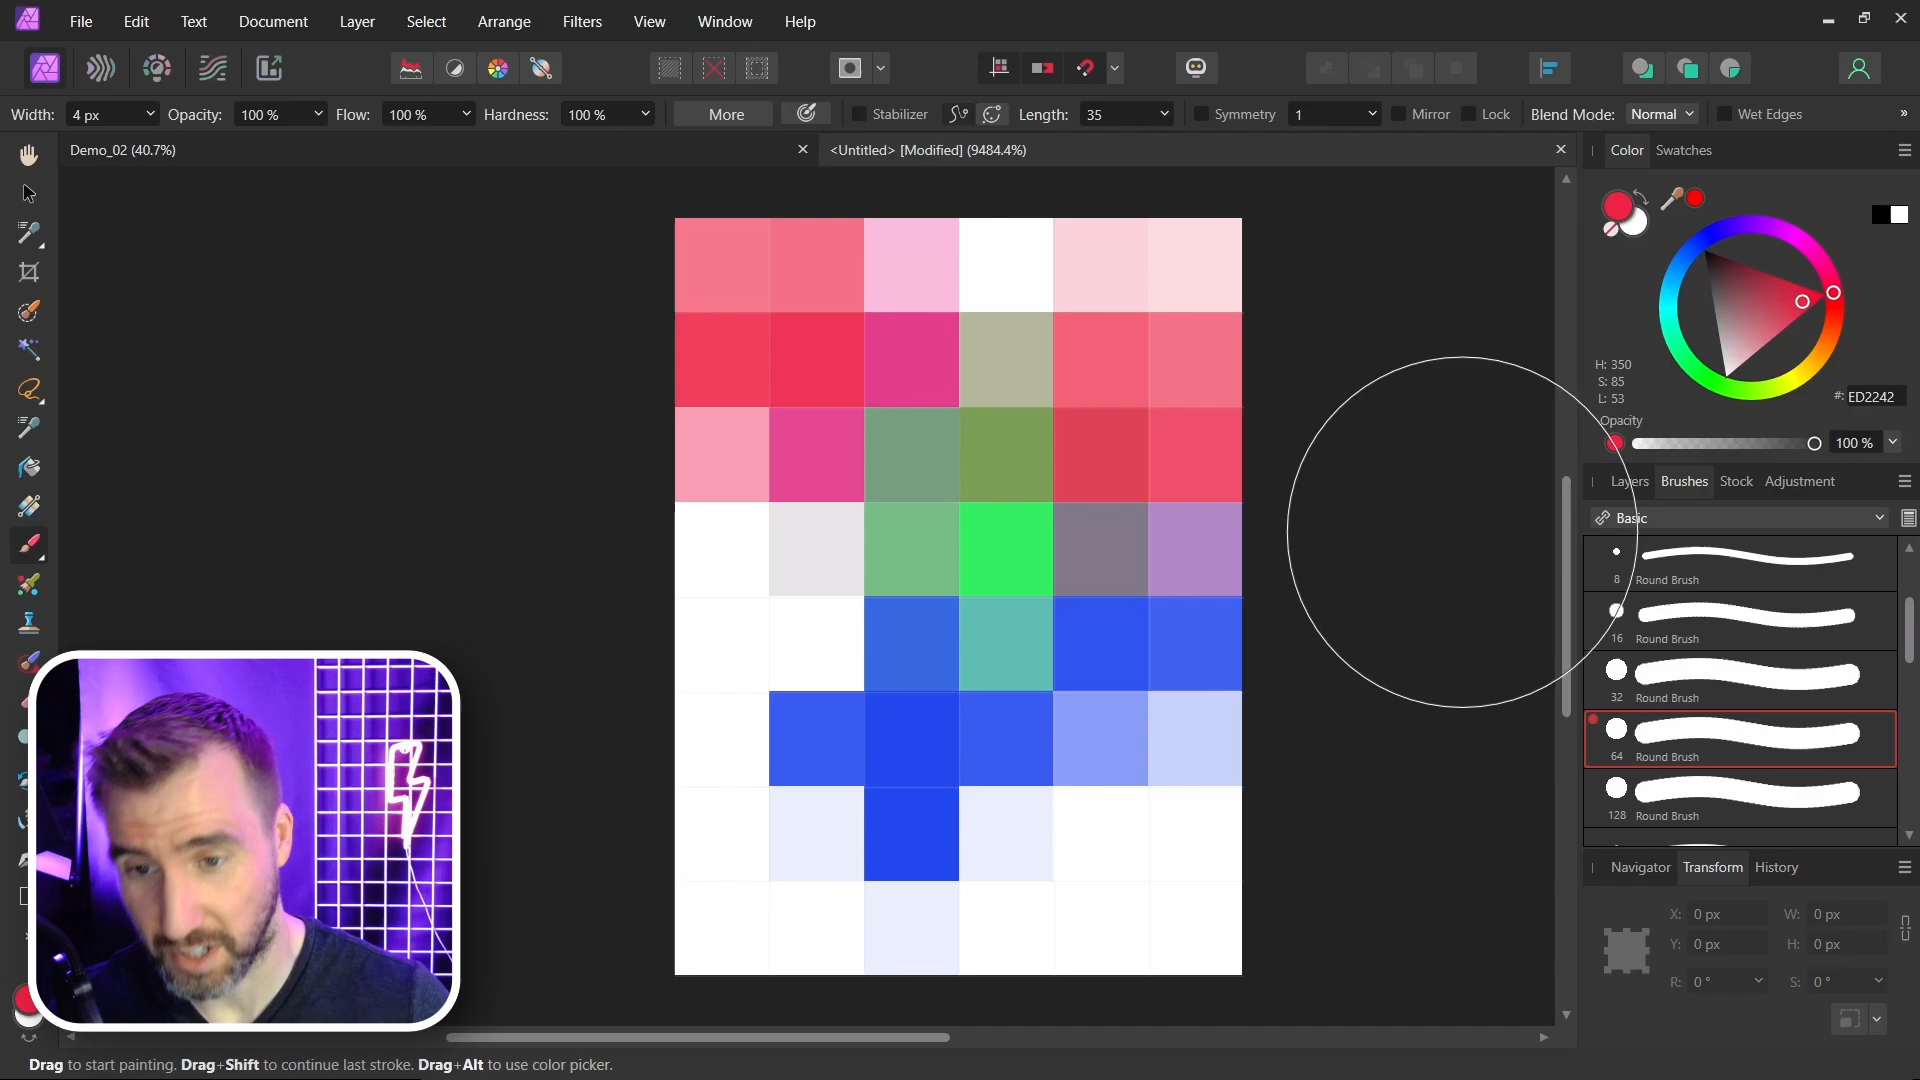 File Edit Text Document Layer Select Arrange Filters View Window Help
Width: 4 px Opacity: 100 % Flow: 100 % Hardness: 100 % More Stabilizer Length: 35 Symmetry 1 Mirror Lock Blend Mode: Normal Wet Edges »
Demo_02 (40.7%)
<Untitled> [Modified] (9484.4%)
Color Swatches
H: 350
S: 85
L: 53
#: ED2242
Opacity
100 %
Layers Brushes Stock Adjustment
Basic
8 Round Brush
16 Round Brush
32 Round Brush
64 Round Brush
128 Round Brush
Navigator Transform History
X: 0 px W: 0 px
Y: 0 px H: 0 px
R: 0 ° S: 0 °
Drag to start painting. Drag+Shift to continue last stroke. Drag+Alt to use color picker.